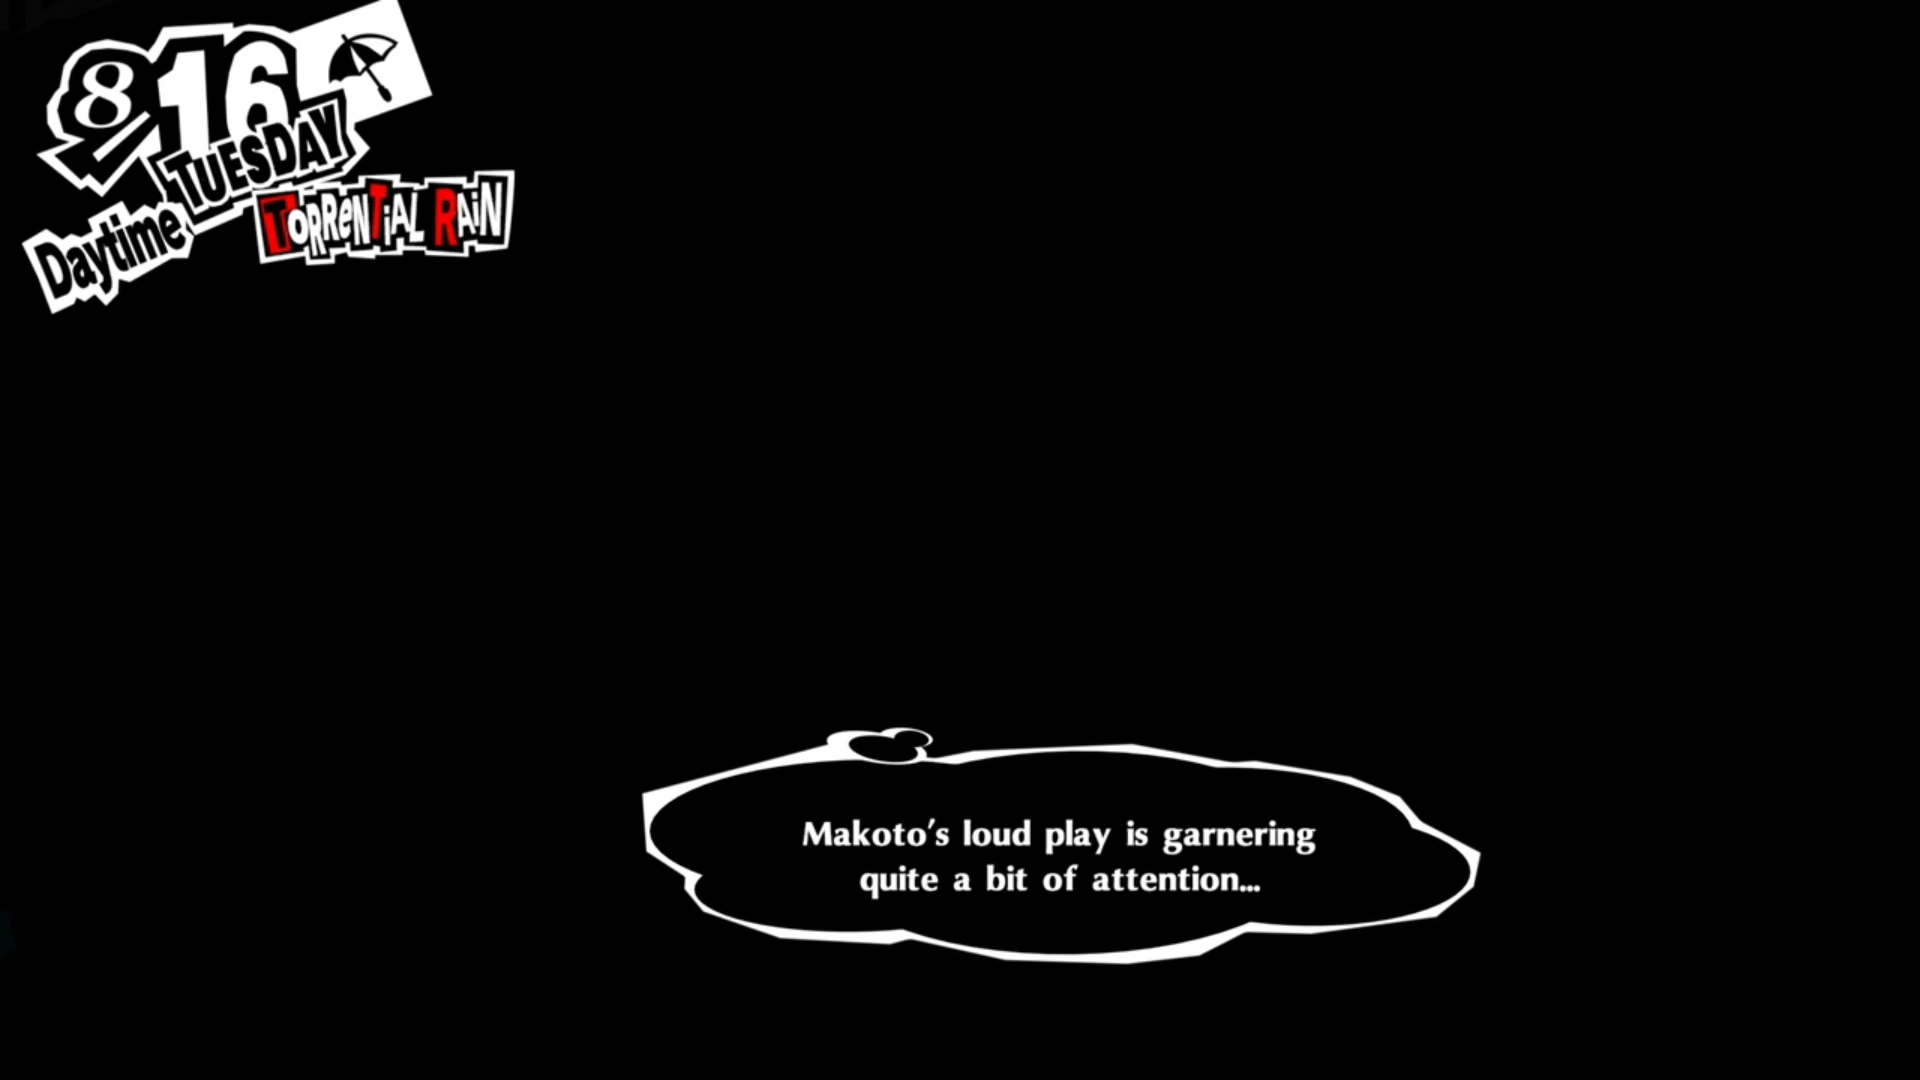 8/16
TUESDAY
Daytime
TORReNTiAL RAiN
Makoto's loud play is garnering
quite a bit of attention...